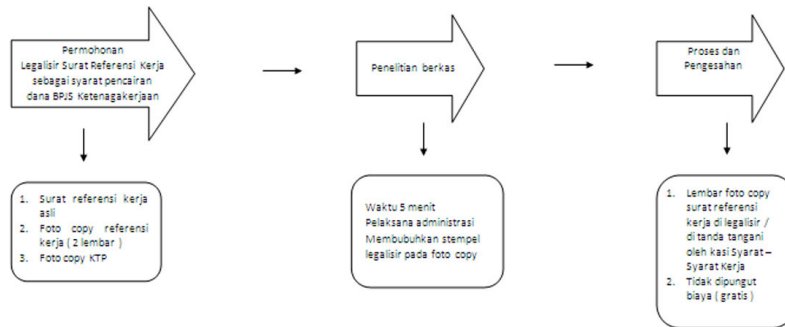 Permohonan
Legalisir Surat Referensi Kerja
sebagai syarat pencairan
dana BPJS Ketenagakerjaan
Penelitian berkas
Proses dan
Pengesahan
1. Surat referensi kerja
asli
2. Foto copy referensi
kerja ( 2 lembar )
3. Foto copy KTP
Waktu 5 menit
Pelaksana administrasi
Membubuhkan stempel
legalisir pada foto copy
1. Lembar foto copy
surat referensi
kerja di legalisir /
di tanda tangani
oleh kasi Syarat –
Syarat Kerja
2. Tidak dipungut
biaya ( gratis )